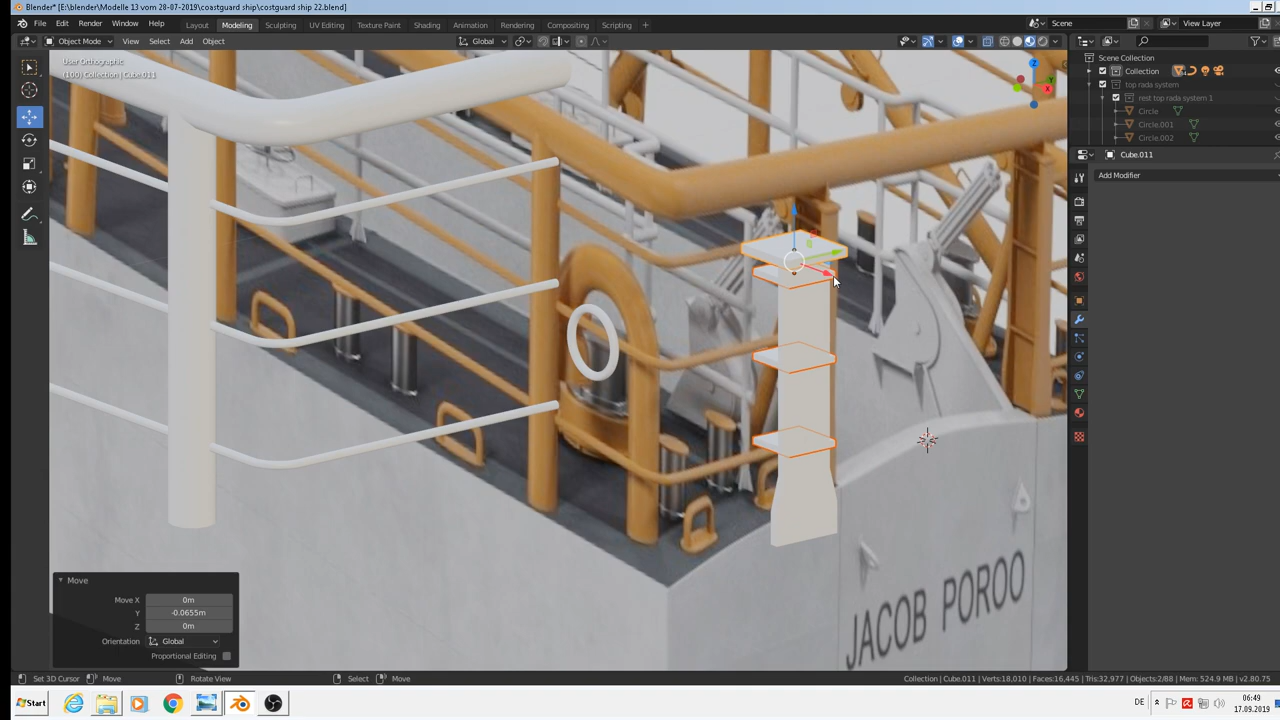 Blender* [E:\blender\Modelle 13 vom 28-07-2019\coastguard ship\costguard ship 22.blend]
File Edit Render Window Help
Layout Modeling Sculpting UV Editing Texture Paint Shading Animation Rendering Compositing Scripting +
Scene
View Layer
Object Mode
View Select Add Object
Global
User Orthographic
(100) Collection | Cube.011
Z
Y
X
Scene Collection
Collection
top rada system
rest top rada system 1
Circle
Circle.001
Circle.002
Cube.011
Add Modifier
JACOB POROO
Move
Move X 0m
Y -0.0655m
Z 0m
Orientation Global
Proportional Editing
Set 3D Cursor Move Rotate View Select Move
Collection | Cube.011 | Verts:18,010 | Faces:16,445 | Tris:32,977 | Objects:2/88 | Mem: 524.9 MB | v2.80.75
Start
DE
06:49
17.09.2019